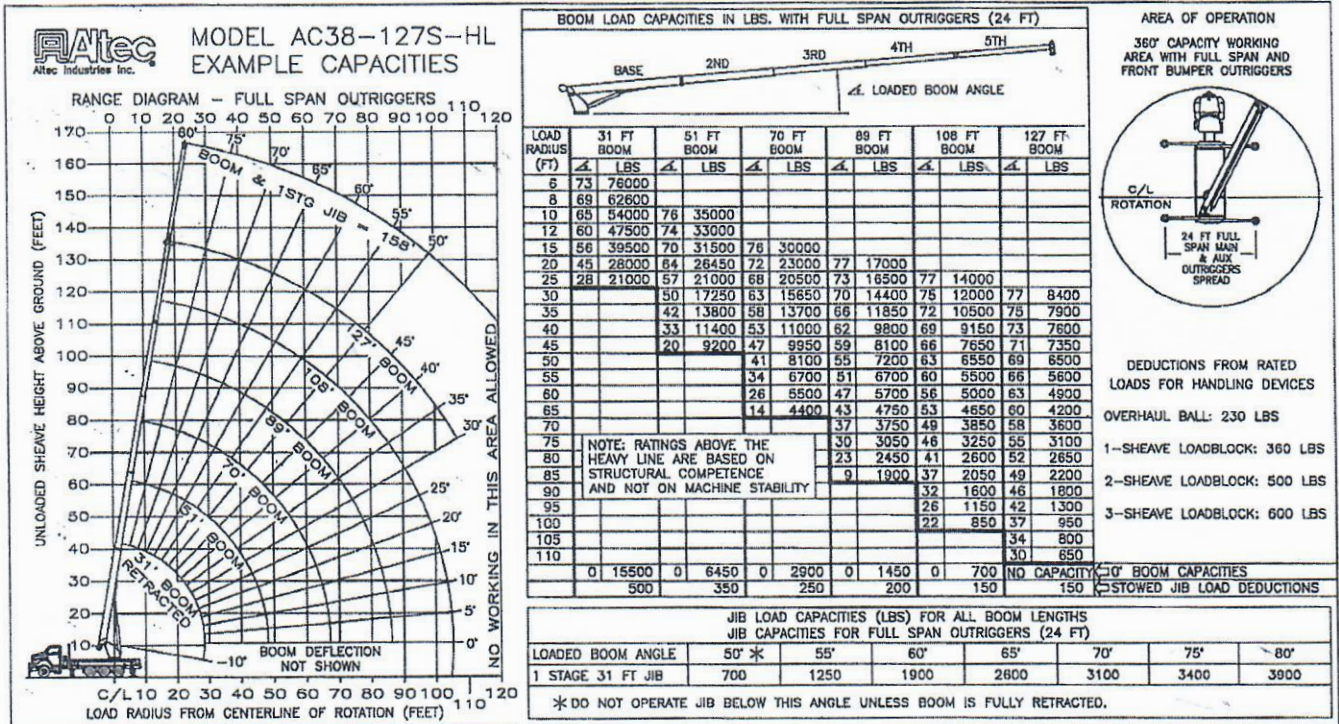 Altec
Altec Industries Inc.
MODEL AC38-127S-HL
EXAMPLE CAPACITIES
RANGE DIAGRAM - FULL SPAN OUTRIGGERS
0 10 20 30 40 50 60 70 80 90 100 110 120
80° 75° 70° 65° 60° 55° 50°
45°
40°
35°
30°
25°
20°
15°
10°
5°
0°
-10°
170
160
150
140
130
120
110
100
90
80
70
60
50
40
30
20
10
UNLOADED SHEAVE HEIGHT ABOVE GROUND (FEET)
BOOM & 1STG JIB - 158'
127' BOOM
108' BOOM
89' BOOM
70' BOOM
51' BOOM
31' BOOM
RETRACTED
NO WORKING IN THIS AREA ALLOWED
BOOM DEFLECTION
NOT SHOWN
C/L 10 20 30 40 50 60 70 80 90 100 110 120
LOAD RADIUS FROM CENTERLINE OF ROTATION (FEET)
BOOM LOAD CAPACITIES IN LBS. WITH FULL SPAN OUTRIGGERS (24 FT)
BASE 2ND 3RD 4TH 5TH
∡. LOADED BOOM ANGLE
LOAD RADIUS (FT) 31 FT BOOM 51 FT BOOM 70 FT BOOM 89 FT BOOM 108 FT BOOM 127 FT BOOM
∡ LBS ∡ LBS ∡ LBS ∡ LBS ∡ LBS ∡ LBS
6 73 76000
8 69 62600
10 65 54000 76 35000
12 60 47500 74 33000
15 56 39500 70 31500 76 30000
20 45 28000 64 26450 72 23000 77 17000
25 28 21000 57 21000 68 20500 73 16500 77 14000
30 50 17250 63 15650 70 14400 75 12000 77 8400
35 42 13800 58 13700 66 11850 72 10500 75 7900
40 33 11400 53 11000 62 9800 69 9150 73 7600
45 20 9200 47 9950 59 8100 66 7650 71 7350
50 41 8100 55 7200 63 6550 69 6500
55 34 6700 51 6700 60 5500 66 5600
60 26 5500 47 5700 56 5000 63 4900
65 14 4400 43 4750 53 4650 60 4200
70 37 3750 49 3850 58 3600
75 30 3050 46 3250 55 3100
80 23 2450 41 2600 52 2650
85 9 1900 37 2050 49 2200
90 32 1600 46 1800
95 26 1150 42 1300
100 22 850 37 950
105 34 800
110 30 650
0 15500 0 6450 0 2900 0 1450 0 700 NO CAPACITY 0° BOOM CAPACITIES
500 350 250 200 150 150 STOWED JIB LOAD DEDUCTIONS
NOTE: RATINGS ABOVE THE
HEAVY LINE ARE BASED ON
STRUCTURAL COMPETENCE
AND NOT ON MACHINE STABILITY
AREA OF OPERATION
360° CAPACITY WORKING
AREA WITH FULL SPAN AND
FRONT BUMPER OUTRIGGERS
C/L
ROTATION
24 FT FULL
SPAN MAIN
& AUX
OUTRIGGERS
SPREAD
DEDUCTIONS FROM RATED
LOADS FOR HANDLING DEVICES
OVERHAUL BALL: 230 LBS
1-SHEAVE LOADBLOCK: 360 LBS
2-SHEAVE LOADBLOCK: 500 LBS
3-SHEAVE LOADBLOCK: 600 LBS
JIB LOAD CAPACITIES (LBS) FOR ALL BOOM LENGTHS
JIB CAPACITIES FOR FULL SPAN OUTRIGGERS (24 FT)
LOADED BOOM ANGLE 50° * 55° 60° 65° 70° 75° 80°
1 STAGE 31 FT JIB 700 1250 1900 2600 3100 3400 3900
* DO NOT OPERATE JIB BELOW THIS ANGLE UNLESS BOOM IS FULLY RETRACTED.